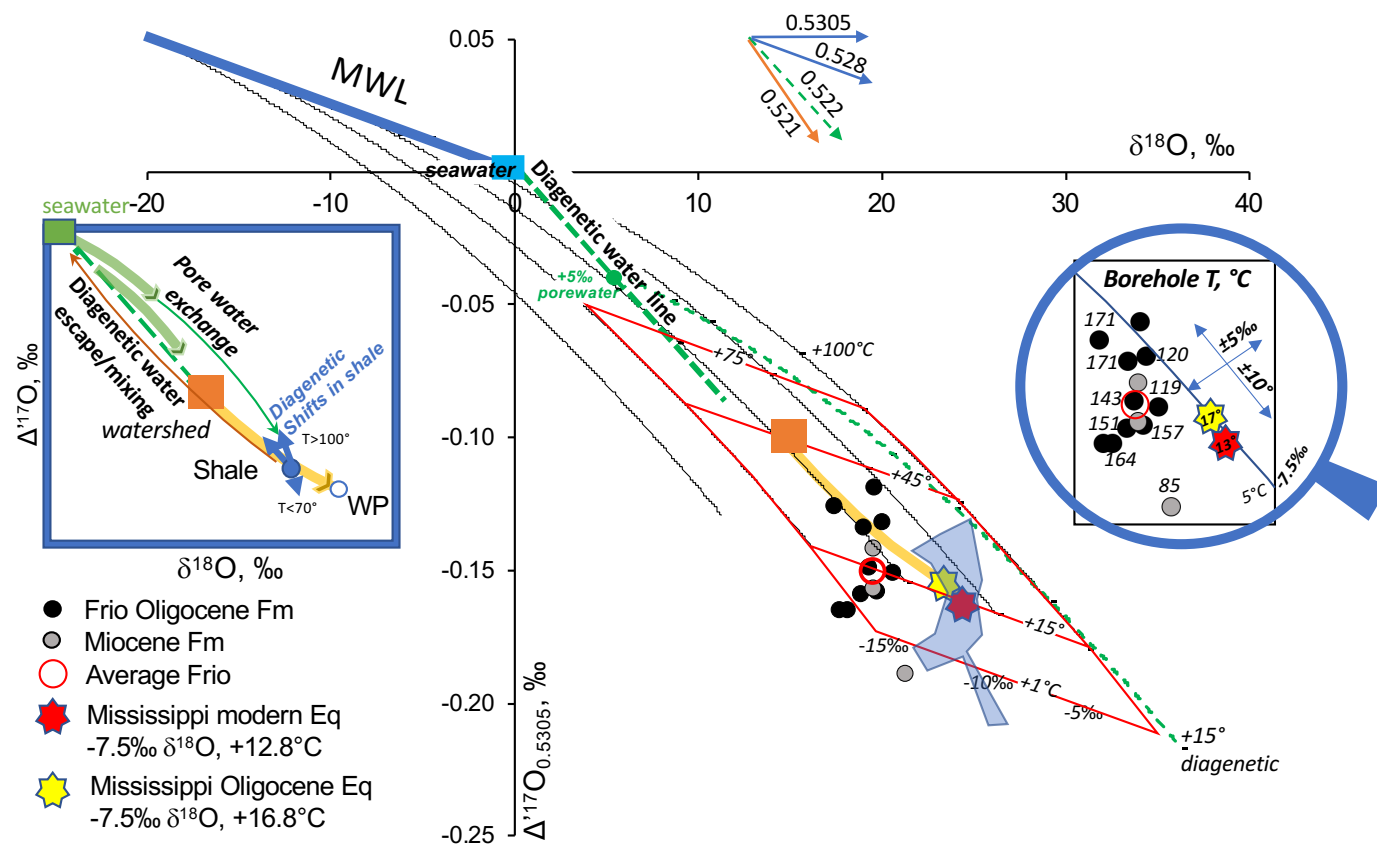 0.05
0.5305
0.528
0.522
0.521
MWL
δ¹⁸O, ‰
seawater
-20
-10
0
10
20
30
40
Diagenetic water line
+5‰
porewater
-0.05
-0.10
-0.15
-0.20
-0.25
Δ'¹⁷O₀.₅₃₀₅, ‰
+100°C
+75°
+45°
+15°
+1°C
-15‰
-10‰
-5‰
+15°
diagenetic
seawater
Pore water
exchange
Diagenetic water
escape/mixing
watershed
Diagenetic
Shifts in shale
T>100°
Shale
T<70°
WP
Δ'¹⁷O, ‰
δ¹⁸O, ‰
Borehole T, °C
171
171
120
±5‰
±10°
143
119
17°
151
157
13°
164
85
5°C
-7.5‰
Frio Oligocene Fm
Miocene Fm
Average Frio
Mississippi modern Eq
-7.5‰ δ¹⁸O, +12.8°C
Mississippi Oligocene Eq
-7.5‰ δ¹⁸O, +16.8°C